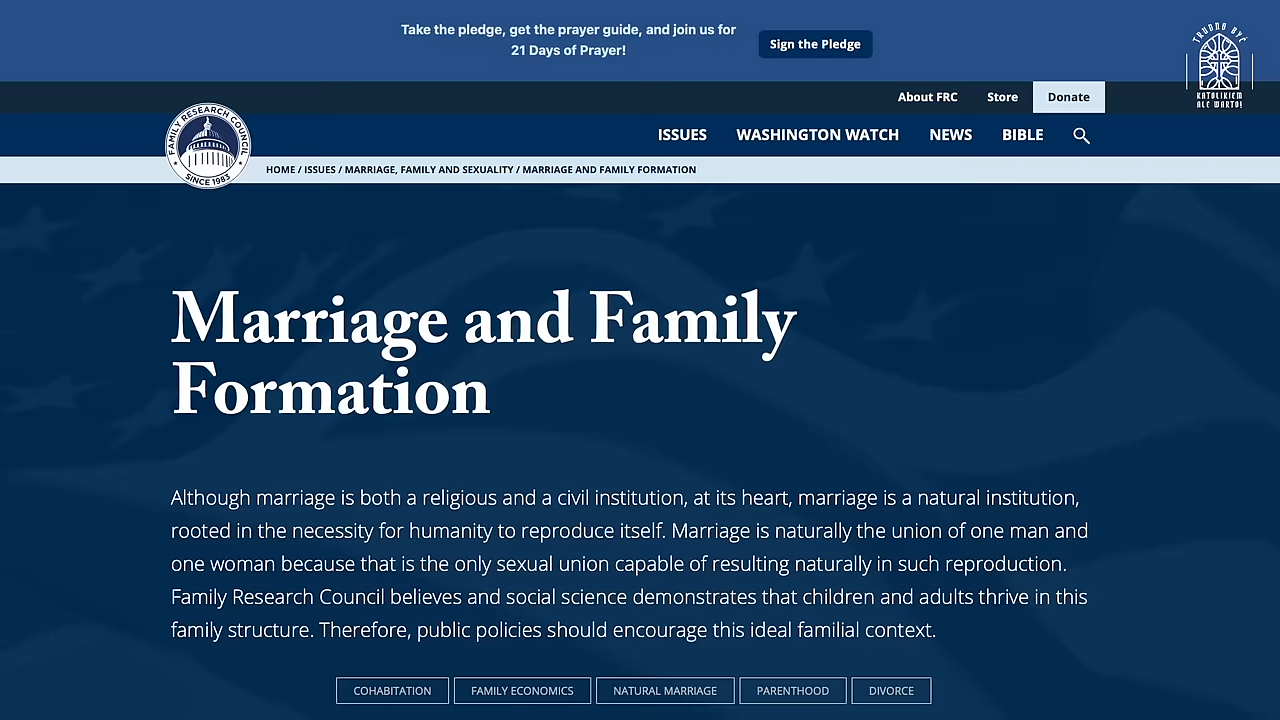 Take the pledge, get the prayer guide, and join us for
21 Days of Prayer!
Sign the Pledge
TRUDNO BYĆ
KATOLIKIEM
ALE WARTO!
About FRC Store Donate
FAMILY RESEARCH COUNCIL
SINCE 1983
ISSUES WASHINGTON WATCH NEWS BIBLE
HOME / ISSUES / MARRIAGE, FAMILY AND SEXUALITY / MARRIAGE AND FAMILY FORMATION
Marriage and Family
Formation
Although marriage is both a religious and a civil institution, at its heart, marriage is a natural institution,
rooted in the necessity for humanity to reproduce itself. Marriage is naturally the union of one man and
one woman because that is the only sexual union capable of resulting naturally in such reproduction.
Family Research Council believes and social science demonstrates that children and adults thrive in this
family structure. Therefore, public policies should encourage this ideal familial context.
COHABITATION FAMILY ECONOMICS NATURAL MARRIAGE PARENTHOOD DIVORCE